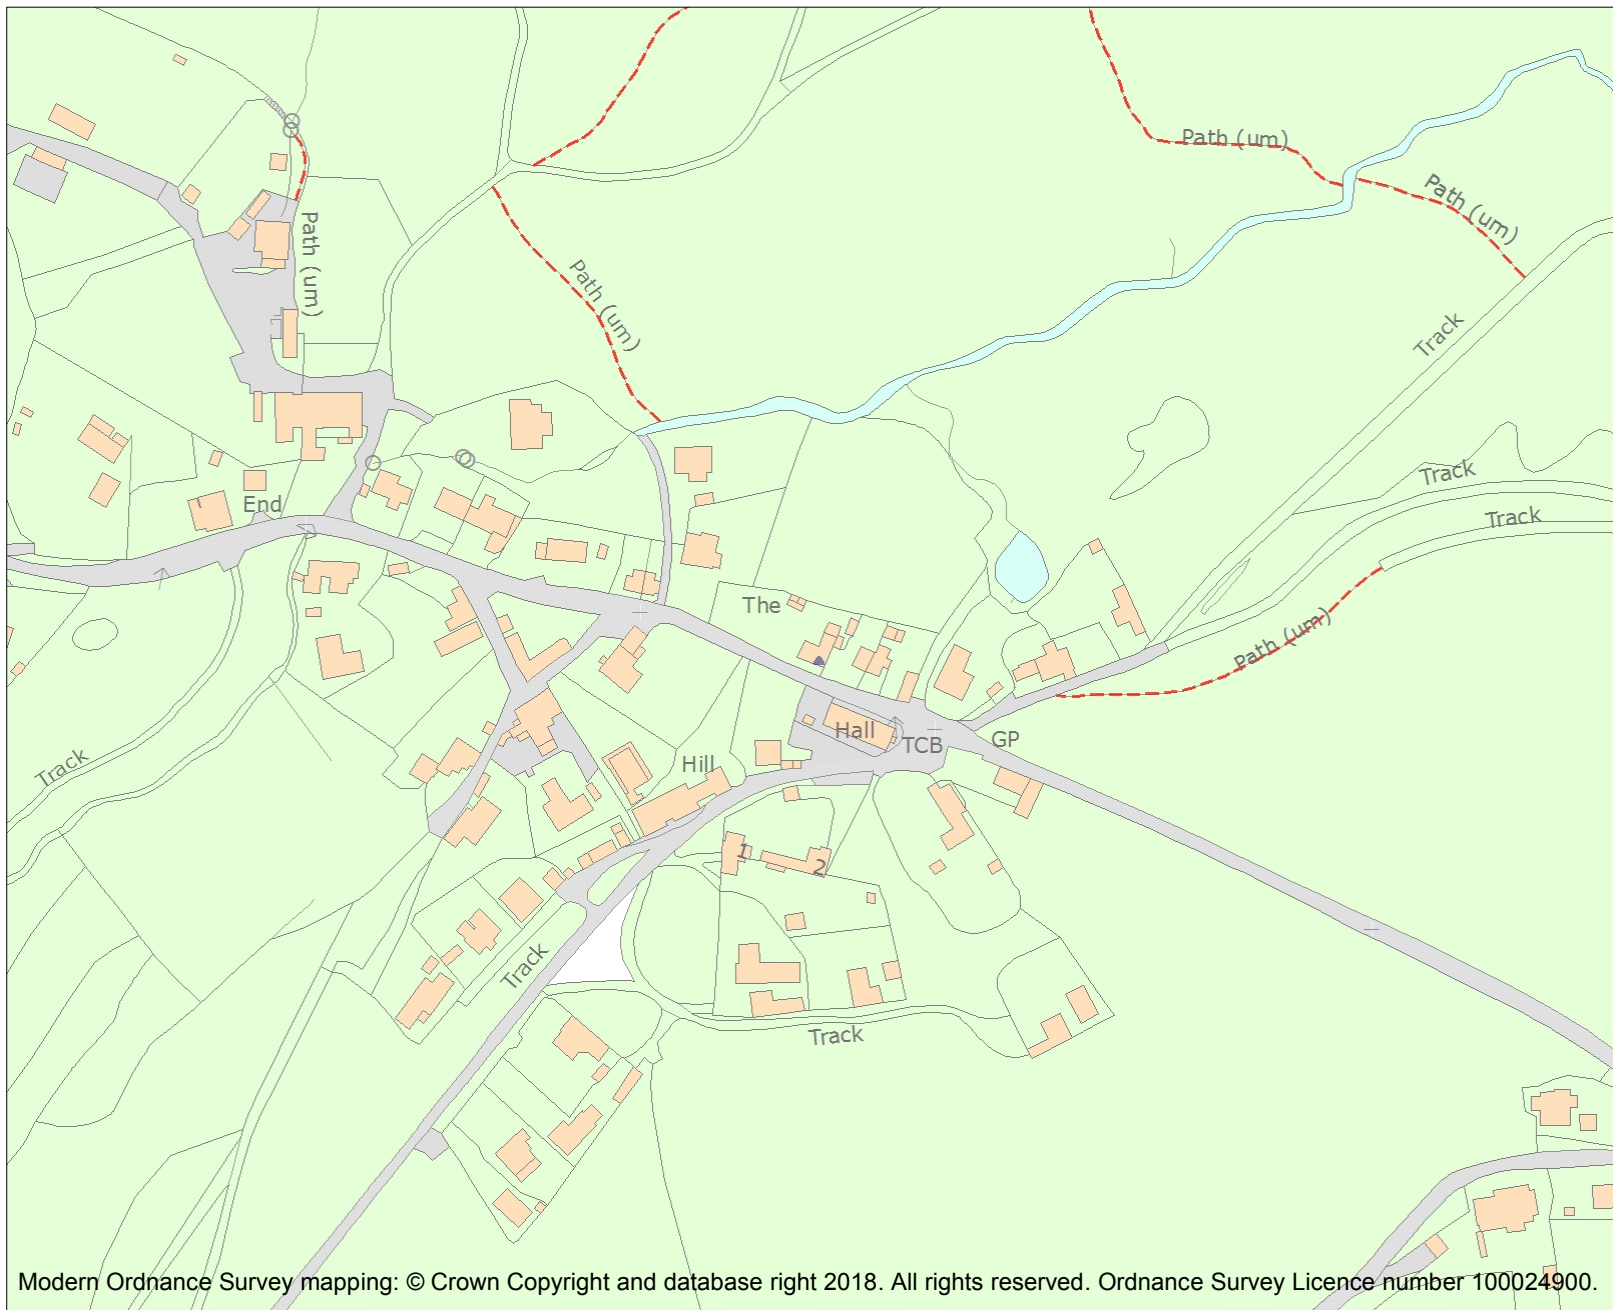 Path (um)
Path (um)
Path (um)
Path (um)
Track
Track
End
Track
The
Path (um)
Hall
TCB
GP
Track
Hill
1
2
Track
Track
Modern Ordnance Survey mapping: © Crown Copyright and database right 2018. All rights reserved. Ordnance Survey Licence number 100024900.